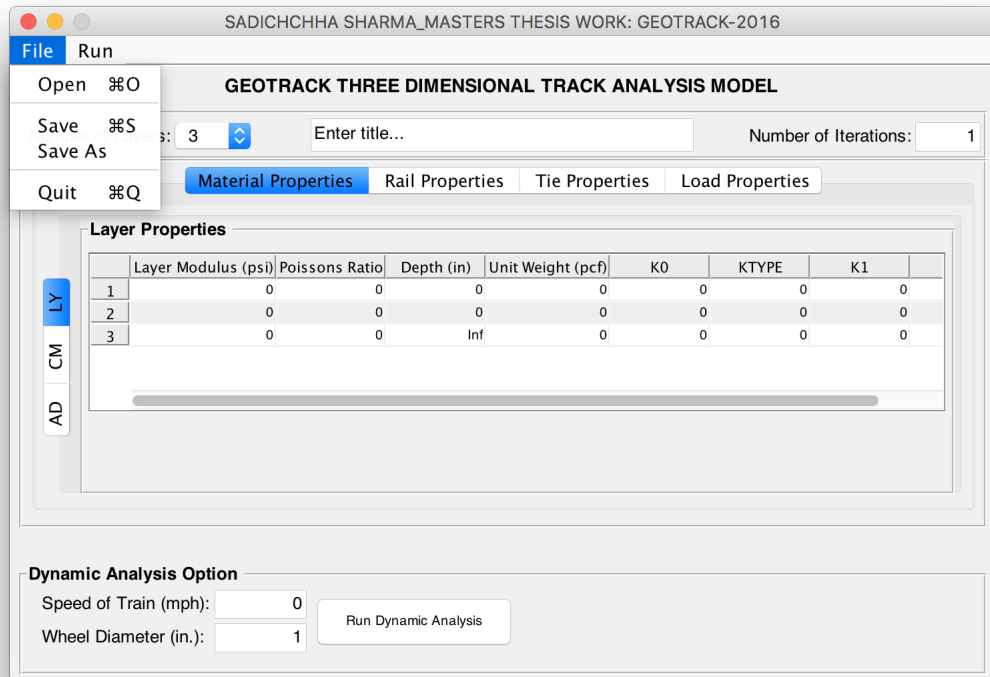 SADICHCHHA SHARMA_MASTERS THESIS WORK: GEOTRACK-2016
File Run
Open ⌘O
Save ⌘S
Save As
Quit ⌘Q
GEOTRACK THREE DIMENSIONAL TRACK ANALYSIS MODEL
3
Enter title...
Number of Iterations: 1
Material Properties Rail Properties Tie Properties Load Properties
LY
CM
AD
Layer Properties
Layer Modulus (psi) Poissons Ratio Depth (in) Unit Weight (pcf) K0 KTYPE K1
1 0 0 0 0 0 0 0
2 0 0 0 0 0 0 0
3 0 0 Inf 0 0 0 0
Dynamic Analysis Option
Speed of Train (mph): 0
Wheel Diameter (in.): 1
Run Dynamic Analysis